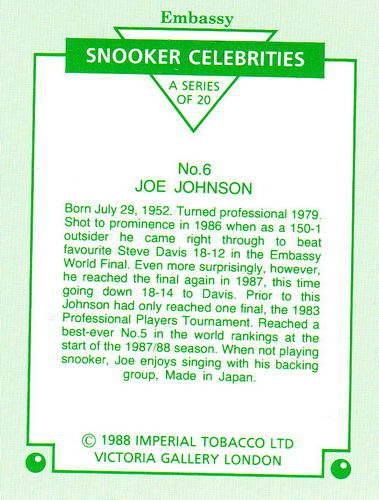 Embassy
SNOOKER CELEBRITIES
A SERIES
OF 20
No.6
JOE JOHNSON
Born July 29, 1952. Turned professional 1979.
Shot to prominence in 1986 when as a 150-1
outsider he came right through to beat
favourite Steve Davis 18-12 in the Embassy
World Final. Even more surprisingly, however,
he reached the final again in 1987, this time
going down 18-14 to Davis. Prior to this
Johnson had only reached one final, the 1983
Professional Players Tournament. Reached a
best-ever No.5 in the world rankings at the
start of the 1987/88 season. When not playing
snooker, Joe enjoys singing with his backing
group, Made in Japan.
© 1988 IMPERIAL TOBACCO LTD
VICTORIA GALLERY LONDON